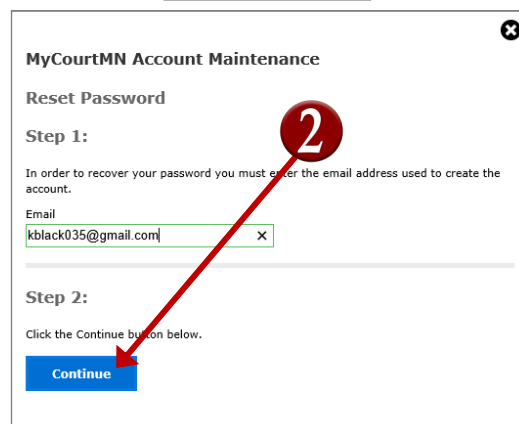 MyCourtMN Account Maintenance
Reset Password
Step 1:
2
In order to recover your password you must enter the email address used to create the
account.
Email
kblack035@gmail.com
Step 2:
Click the Continue button below.
Continue